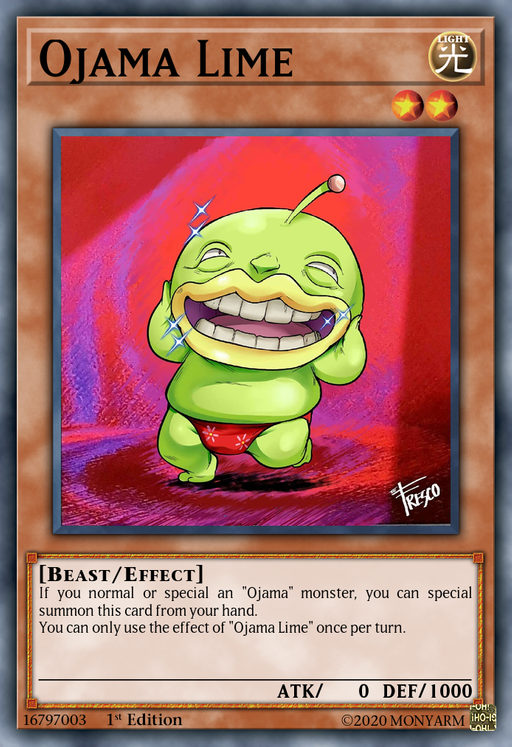 OJAMA LIME
LIGHT
光
FRESCO
[BEAST/EFFECT]
If you normal or special an "Ojama" monster, you can special
summon this card from your hand.
You can only use the effect of "Ojama Lime" once per turn.
ATK/ 0 DEF/1000
16797003 1st Edition ©2020 MONYARM